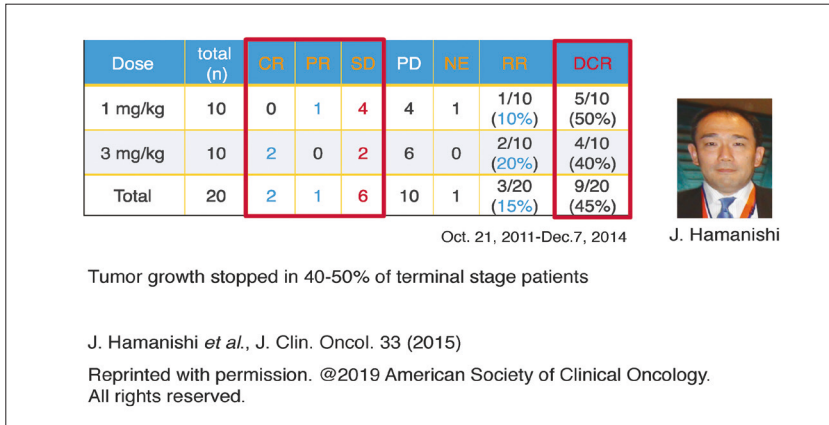 Dose total (n) CR PR SD PD NE RR DCR
1 mg/kg 10 0 1 4 4 1 1/10 (10%) 5/10 (50%)
3 mg/kg 10 2 0 2 6 0 2/10 (20%) 4/10 (40%)
Total 20 2 1 6 10 1 3/20 (15%) 9/20 (45%)
Oct. 21, 2011-Dec.7, 2014
J. Hamanishi
Tumor growth stopped in 40-50% of terminal stage patients
J. Hamanishi et al., J. Clin. Oncol. 33 (2015)
Reprinted with permission. @2019 American Society of Clinical Oncology.
All rights reserved.